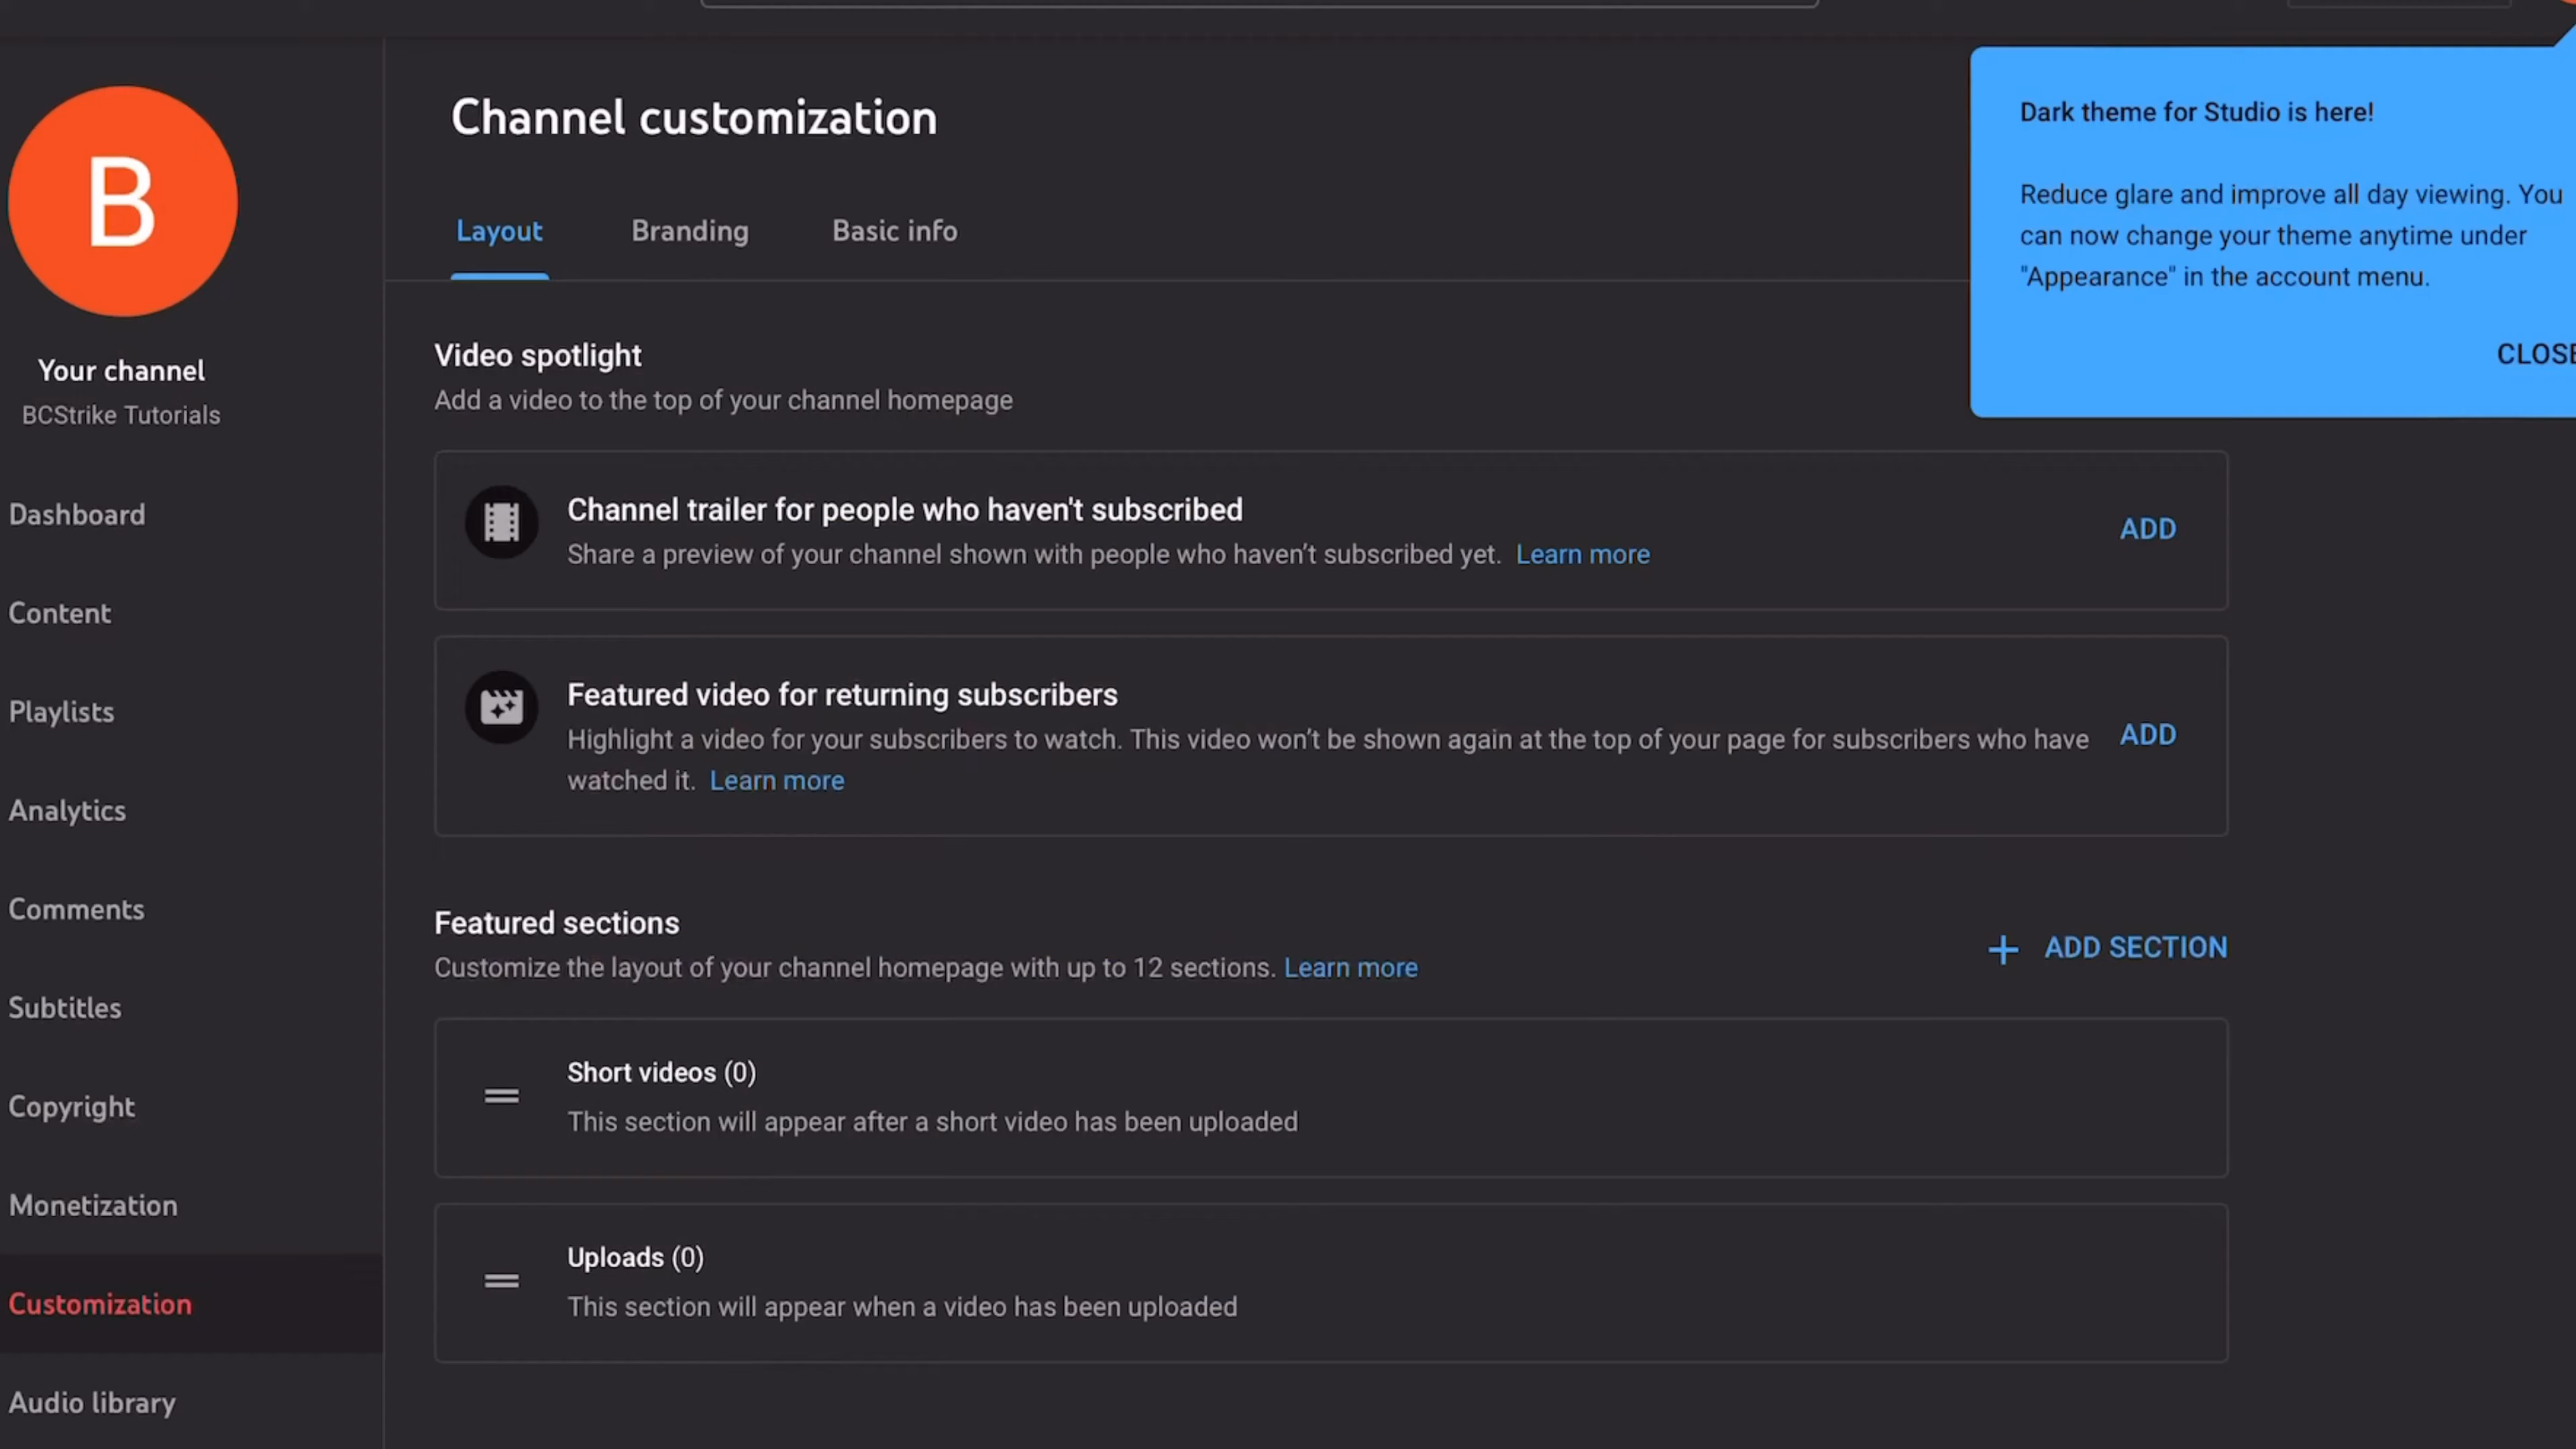 B
Your channel
BCStrike Tutorials
Dashboard
Content
Playlists
Analytics
Comments
Subtitles
Copyright
Monetization
Customization
Audio library
Channel customization
Layout
Branding
Basic info
Video spotlight
Add a video to the top of your channel homepage
Channel trailer for people who haven't subscribed
Share a preview of your channel shown with people who haven’t subscribed yet. Learn more
ADD
Featured video for returning subscribers
Highlight a video for your subscribers to watch. This video won’t be shown again at the top of your page for subscribers who have
watched it. Learn more
ADD
Featured sections
Customize the layout of your channel homepage with up to 12 sections. Learn more
ADD SECTION
Short videos (0)
This section will appear after a short video has been uploaded
Uploads (0)
This section will appear when a video has been uploaded
Dark theme for Studio is here!
Reduce glare and improve all day viewing. You
can now change your theme anytime under
"Appearance" in the account menu.
CLOSE